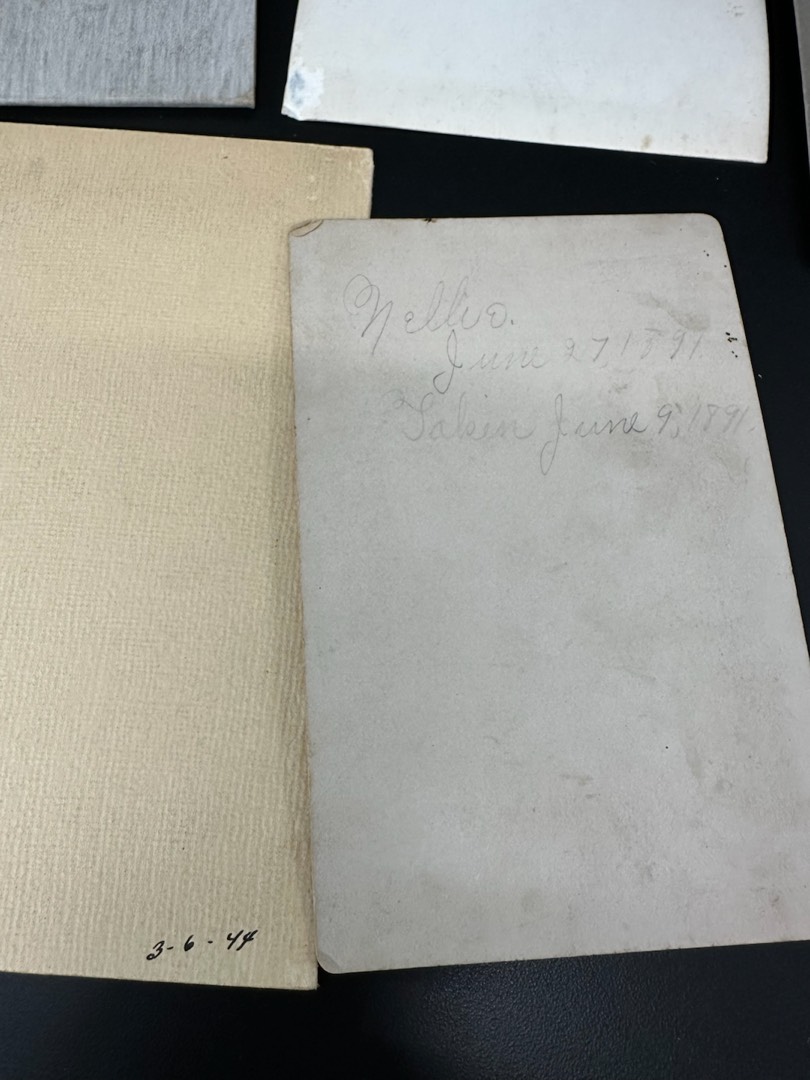 Nellie.
June 27 1891
Taken June 9, 1891.
3-6-44